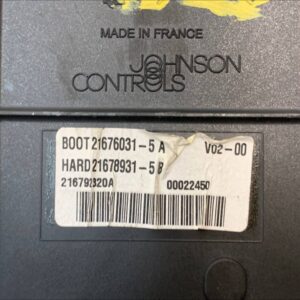 MADE IN FRANCE
JOHNSON
CONTROLS
BOOT 21676031-5 A V02-00
HARD 21678931-5 B
21679320A 00022450